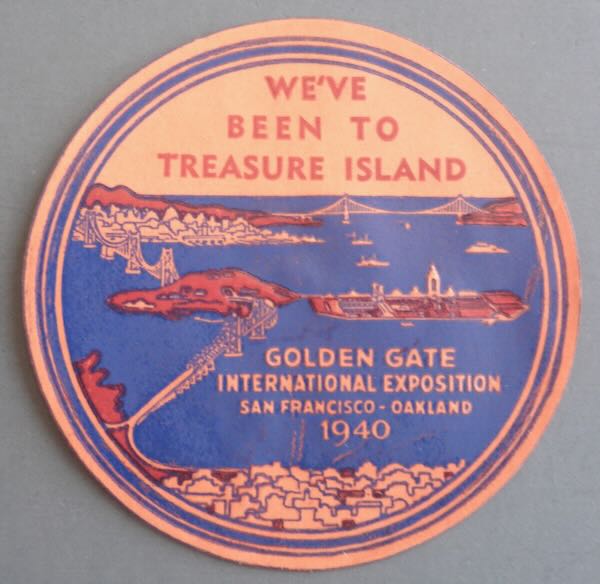 WE'VE
BEEN TO
TREASURE ISLAND
GOLDEN GATE
INTERNATIONAL EXPOSITION
SAN FRANCISCO - OAKLAND
1940